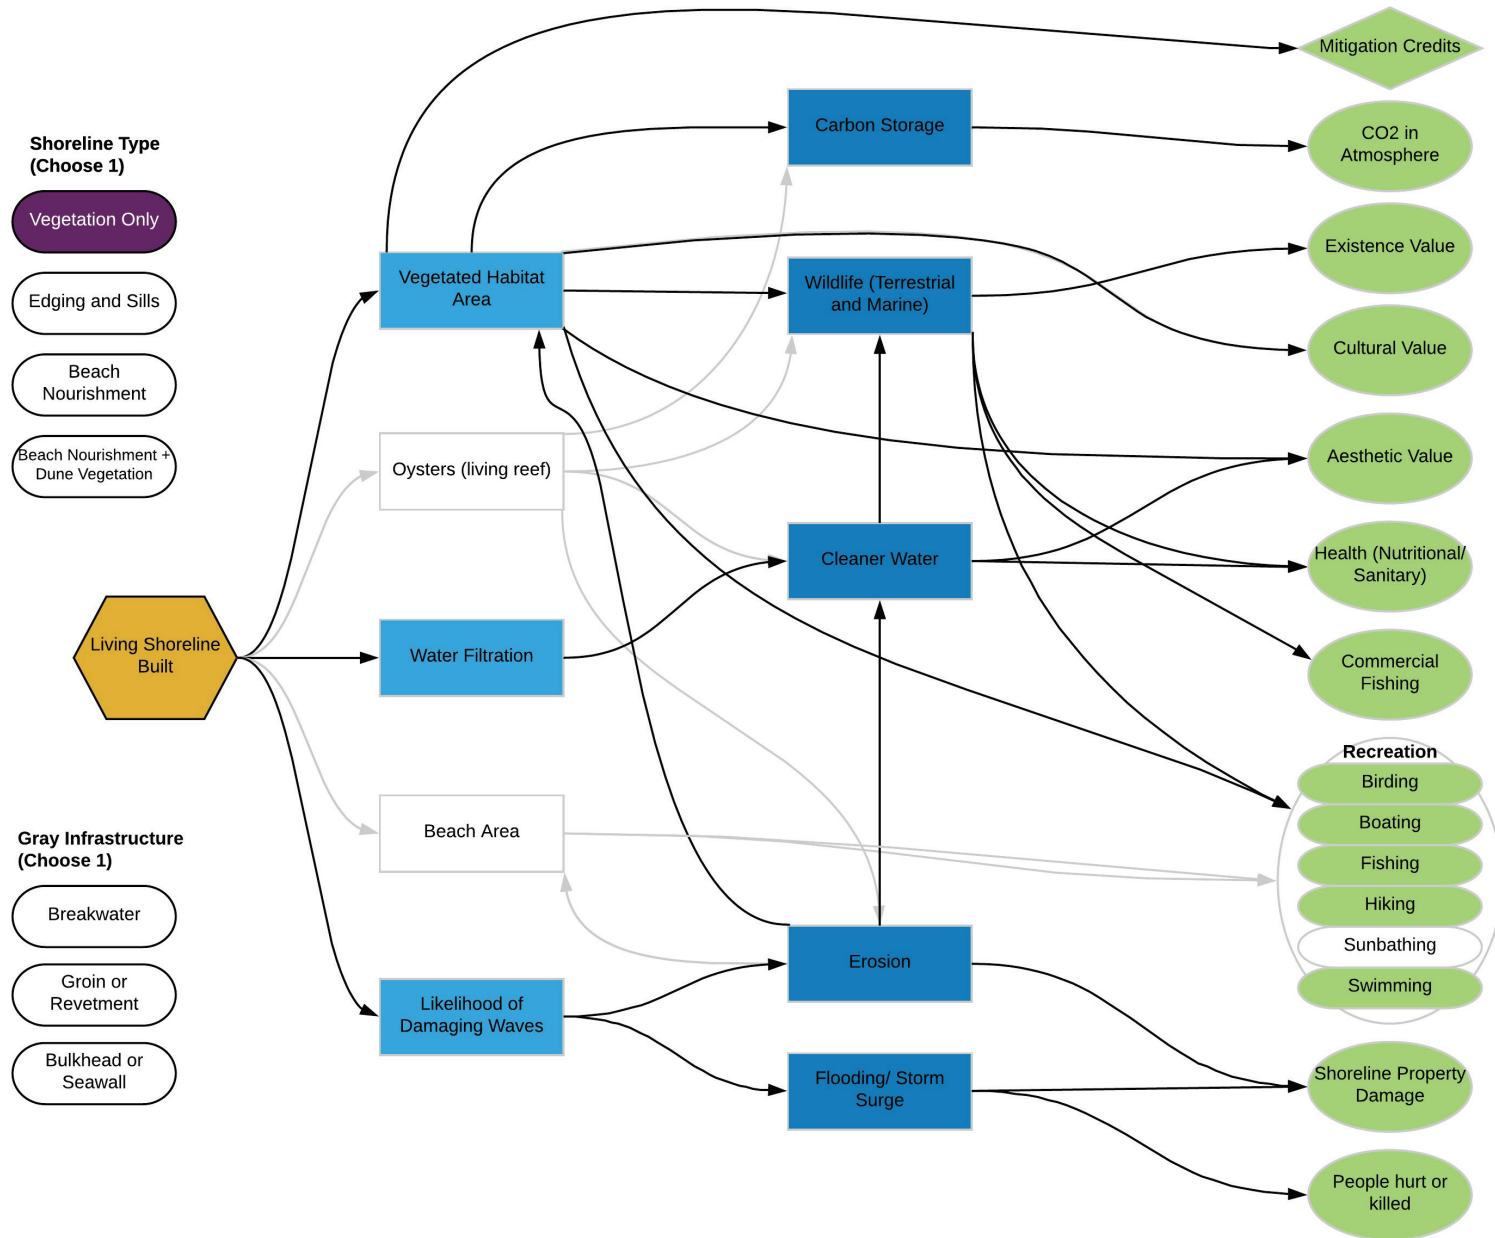 Shoreline Type
(Choose 1)
Vegetation Only
Edging and Sills
Beach
Nourishment
Beach Nourishment +
Dune Vegetation
Living Shoreline
Built
Gray Infrastructure
(Choose 1)
Breakwater
Groin or
Revetment
Bulkhead or
Seawall
Vegetated Habitat
Area
Oysters (living reef)
Water Filtration
Beach Area
Likelihood of
Damaging Waves
Carbon Storage
Wildlife (Terrestrial
and Marine)
Cleaner Water
Erosion
Flooding/ Storm
Surge
Mitigation Credits
CO2 in
Atmosphere
Existence Value
Cultural Value
Aesthetic Value
Health (Nutritional/
Sanitary)
Commercial
Fishing
Recreation
Birding
Boating
Fishing
Hiking
Sunbathing
Swimming
Shoreline Property
Damage
People hurt or
killed